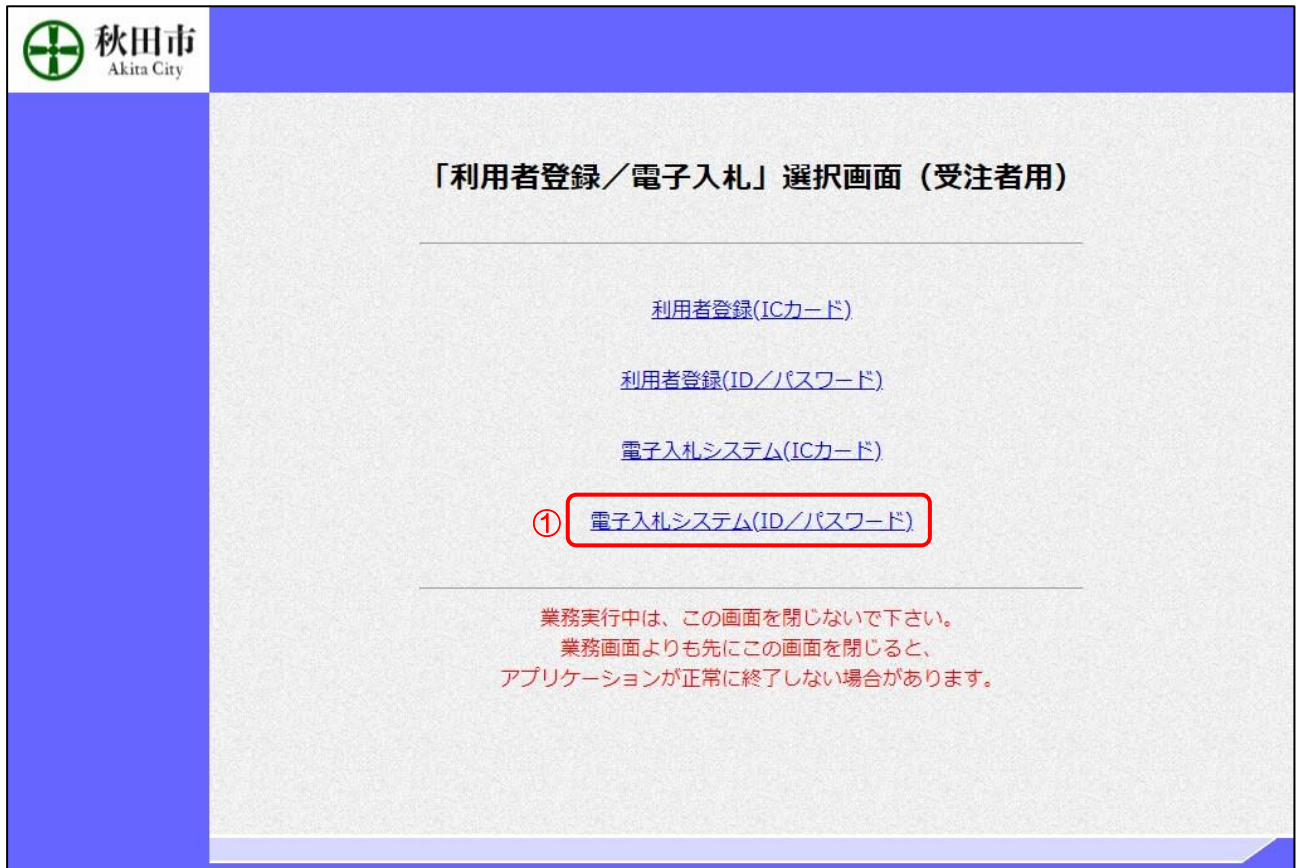 秋田市
Akita City
「利用者登録／電子入札」選択画面（受注者用）
利用者登録(ICカード)
利用者登録(ID／パスワード)
電子入札システム(ICカード)
① 電子入札システム(ID／パスワード)
業務実行中は、この画面を閉じないで下さい。
業務画面よりも先にこの画面を閉じると、
アプリケーションが正常に終了しない場合があります。